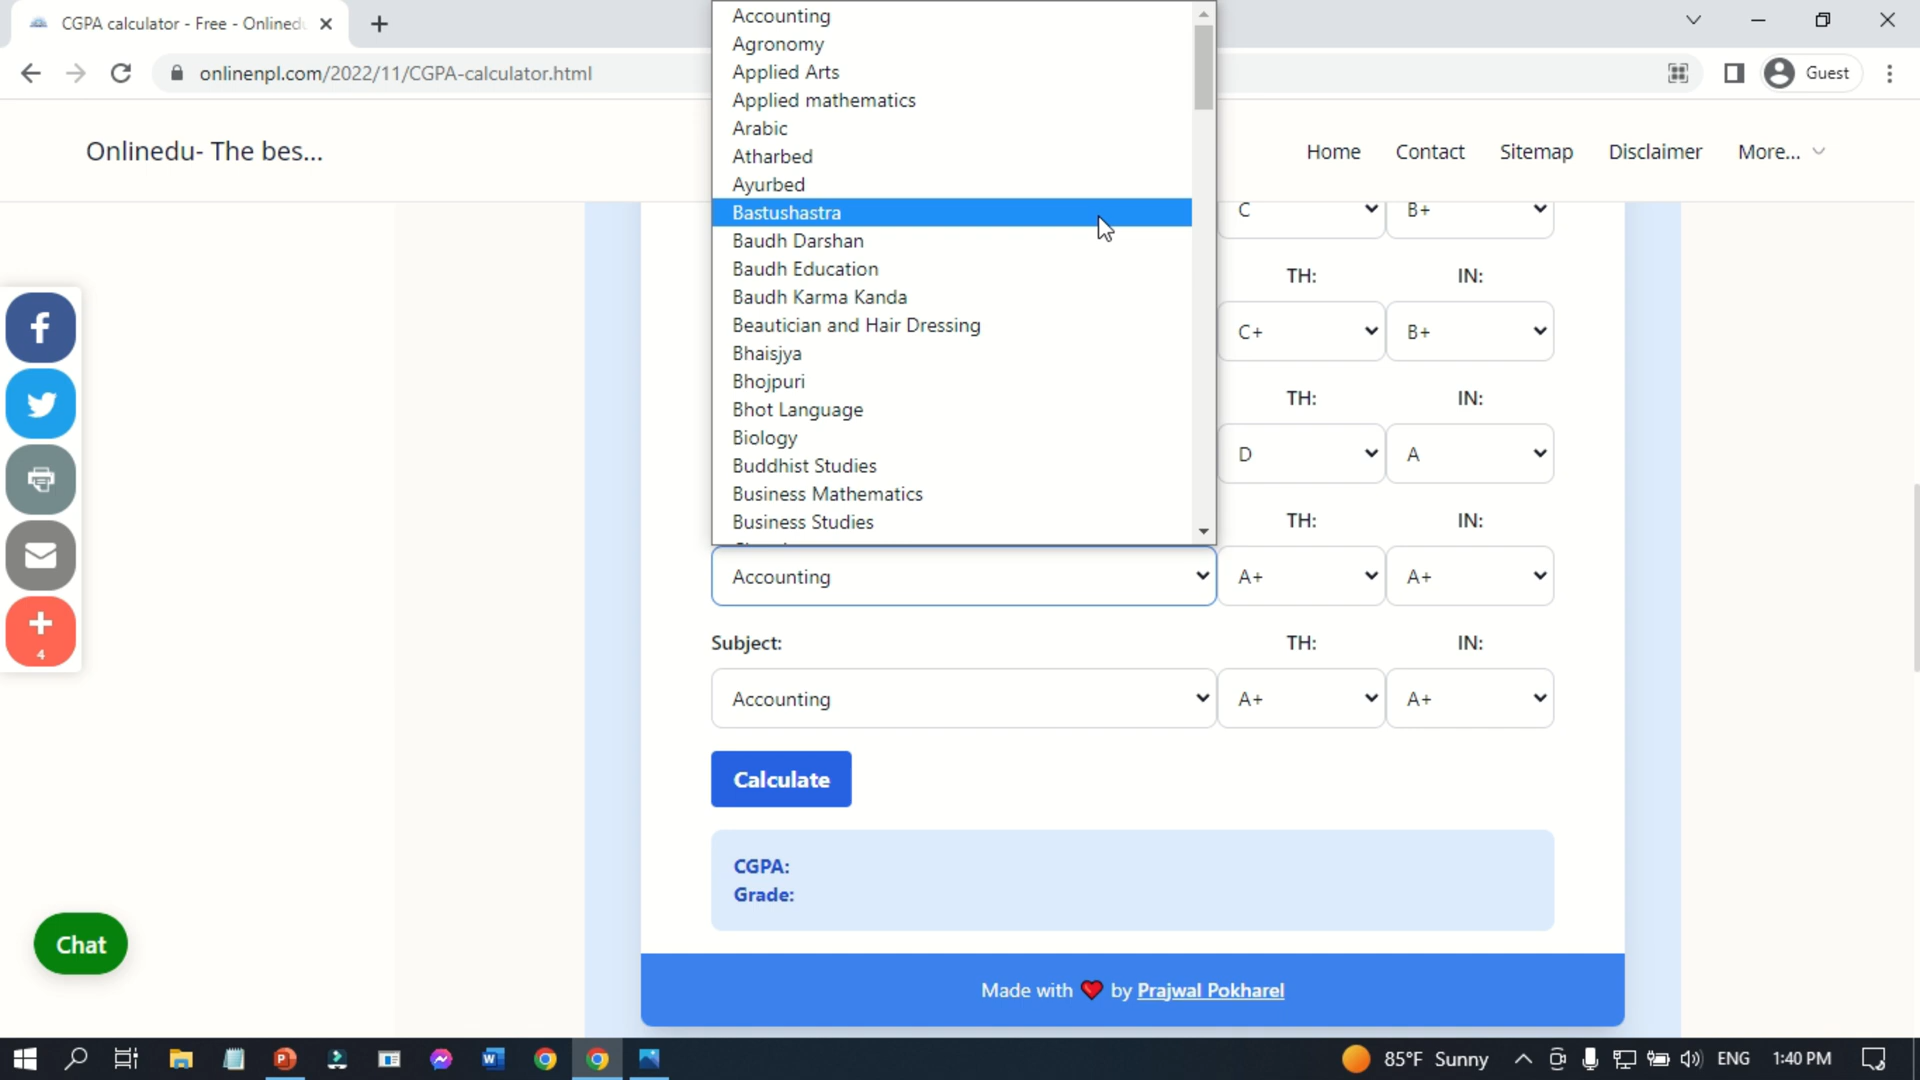 CGPA calculator - Free - Onlinedu
onlinenpl.com/2022/11/CGPA-calculator.html
Guest
Onlinedu- The bes...
Home
Contact
Sitemap
Disclaimer
More...
Accounting
Agronomy
Applied Arts
Applied mathematics
Arabic
Atharbed
Ayurbed
Bastushastra
Baudh Darshan
Baudh Education
Baudh Karma Kanda
Beautician and Hair Dressing
Bhaisjya
Bhojpuri
Bhot Language
Biology
Buddhist Studies
Business Mathematics
Business Studies
C B+
TH: IN:
C+ B+
TH: IN:
D A
TH: IN:
Accounting A+ A+
Subject: TH: IN:
Accounting A+ A+
Calculate
CGPA:
Grade:
Made with ❤ by Prajwal Pokharel
4
Chat
85°F Sunny
ENG
1:40 PM